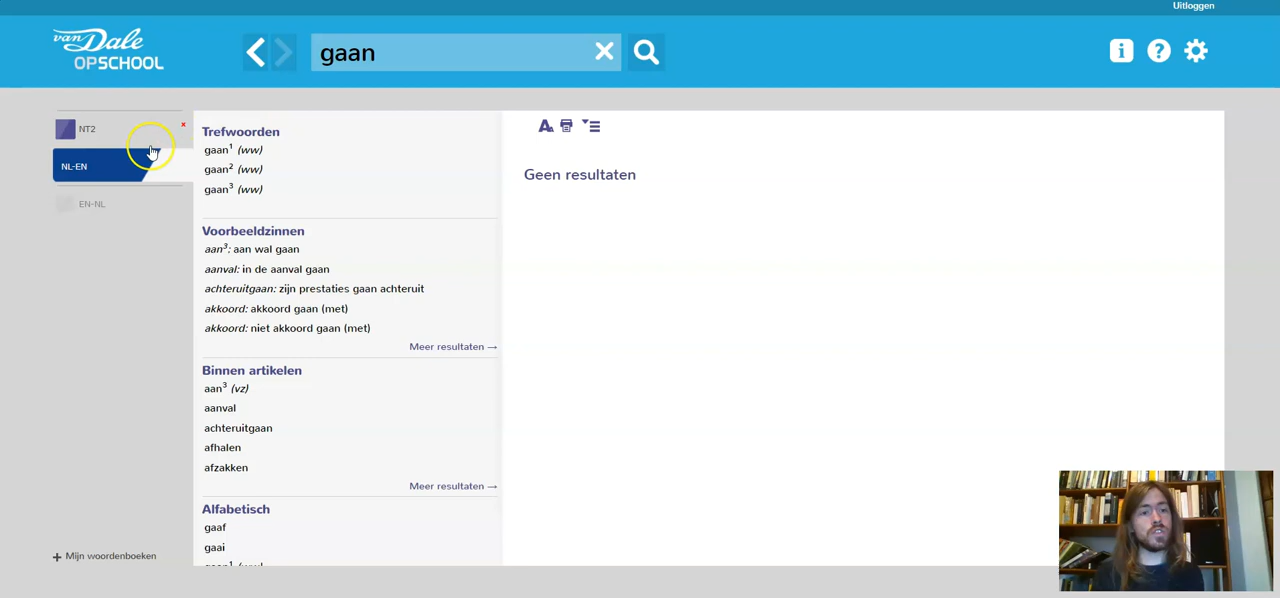 Uitloggen
van Dale
OPSCHOOL
gaan
NT2
x
NL-EN
EN-NL
Mijn woordenboeken
Trefwoorden
gaan¹ (ww)
gaan² (ww)
gaan³ (ww)
Voorbeeldzinnen
aan³: aan wal gaan
aanval: in de aanval gaan
achteruitgaan: zijn prestaties gaan achteruit
akkoord: akkoord gaan (met)
akkoord: niet akkoord gaan (met)
Meer resultaten →
Binnen artikelen
aan³ (vz)
aanval
achteruitgaan
afhalen
afzakken
Meer resultaten →
Alfabetisch
gaaf
gaai
gaan¹ (ww)
Geen resultaten